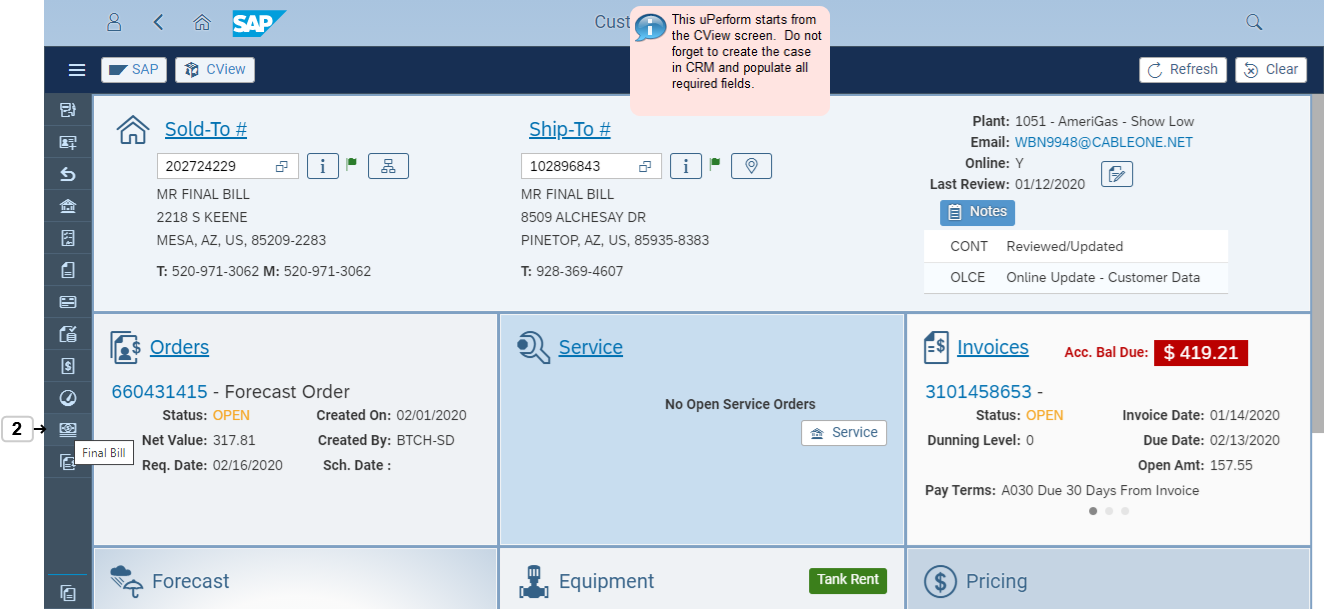 SAP
Cust
This uPerform starts from
the CView screen. Do not
forget to create the case
in CRM and populate all
required fields.
SAP
CView
Refresh
Clear
Sold-To #
202724229
i
MR FINAL BILL
2218 S KEENE
MESA, AZ, US, 85209-2283
T: 520-971-3062 M: 520-971-3062
Ship-To #
102896843
i
MR FINAL BILL
8509 ALCHESAY DR
PINETOP, AZ, US, 85935-8383
T: 928-369-4607
Plant: 1051 - AmeriGas - Show Low
Email: WBN9948@CABLEONE.NET
Online: Y
Last Review: 01/12/2020
Notes
CONT Reviewed/Updated
OLCE Online Update - Customer Data
Orders
660431415 - Forecast Order
Status: OPEN Created On: 02/01/2020
Net Value: 317.81 Created By: BTCH-SD
Req. Date: 02/16/2020 Sch. Date :
2
Final Bill
Service
No Open Service Orders
Service
Invoices Acc. Bal Due: $ 419.21
3101458653 -
Status: OPEN Invoice Date: 01/14/2020
Dunning Level: 0 Due Date: 02/13/2020
Open Amt: 157.55
Pay Terms: A030 Due 30 Days From Invoice
Forecast
Equipment
Tank Rent
Pricing